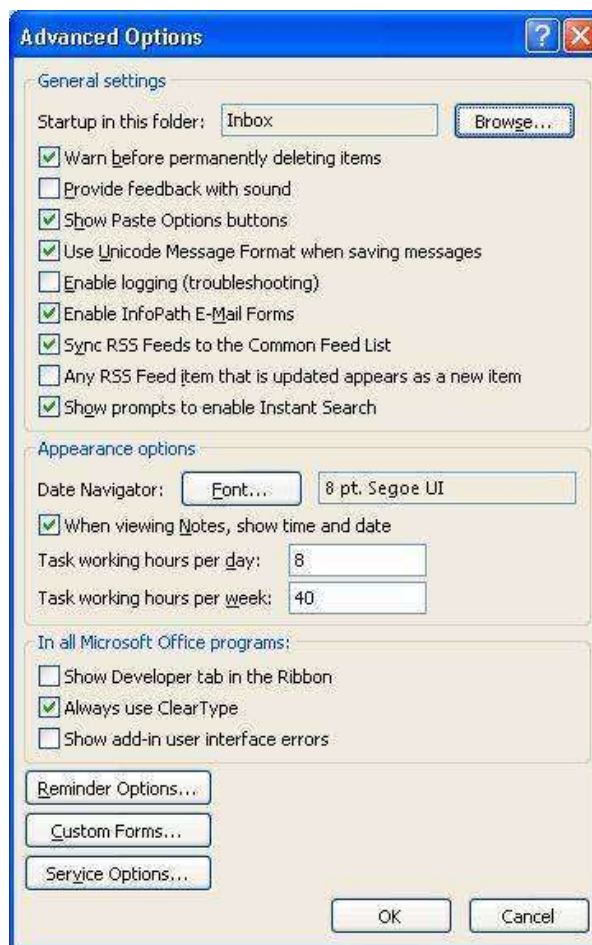 Advanced Options
General settings
Startup in this folder: Inbox Browse...
Warn before permanently deleting items
Provide feedback with sound
Show Paste Options buttons
Use Unicode Message Format when saving messages
Enable logging (troubleshooting)
Enable InfoPath E-Mail Forms
Sync RSS Feeds to the Common Feed List
Any RSS Feed item that is updated appears as a new item
Show prompts to enable Instant Search
Appearance options
Date Navigator: Font... 8 pt. Segoe UI
When viewing Notes, show time and date
Task working hours per day: 8
Task working hours per week: 40
In all Microsoft Office programs:
Show Developer tab in the Ribbon
Always use ClearType
Show add-in user interface errors
Reminder Options...
Custom Forms...
Service Options...
OK Cancel